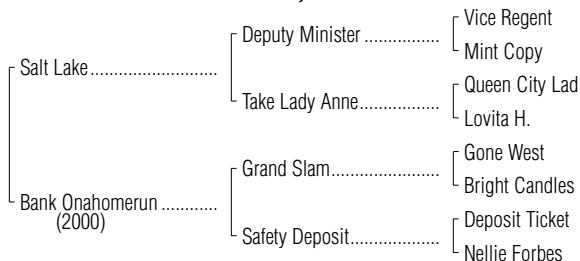 Vice Regent
Deputy Minister ................
Mint Copy
Salt Lake ...........................
Queen City Lad
Take Lady Anne .................
Lovita H.
Gone West
Grand Slam .......................
Bright Candles
Bank Onahomerun ............
(2000)
Deposit Ticket
Safety Deposit ...................
Nellie Forbes